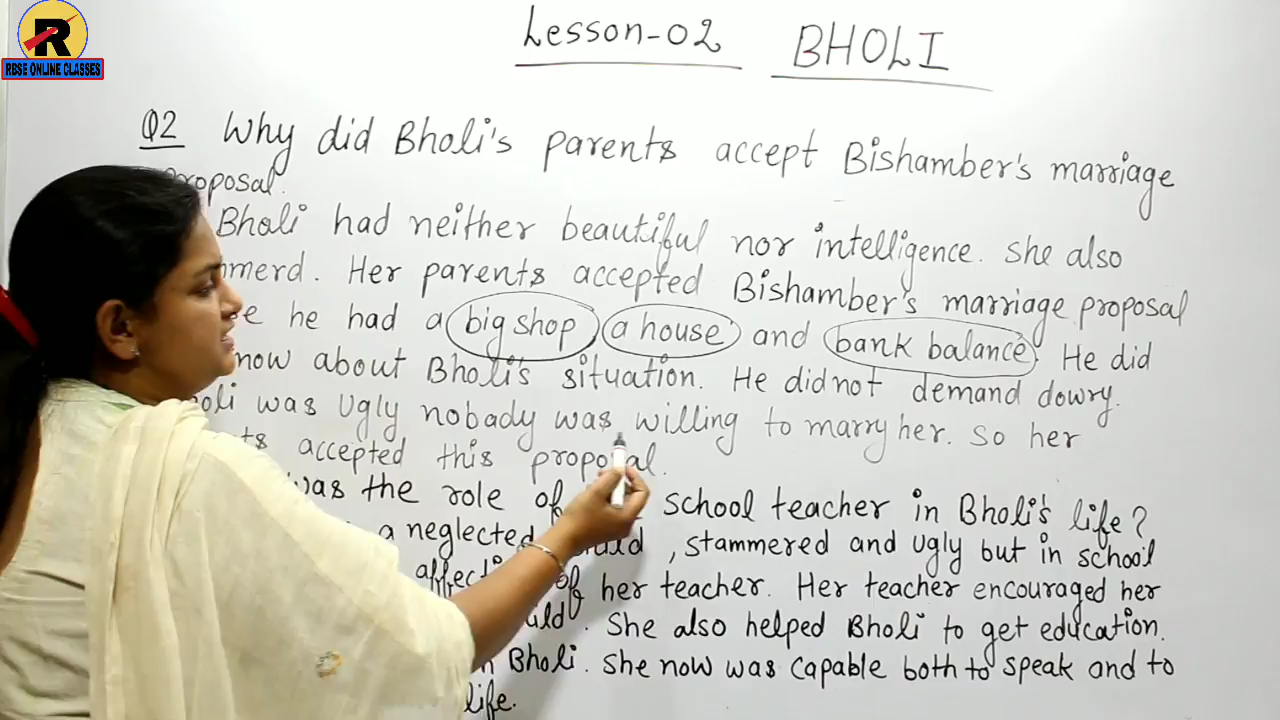 R
RBSE ONLINE CLASSES
Lesson-02 BHOLI
Q2 Why did Bholi's parents accept Bishamber's marriage
proposal.
Bholi had neither beautiful nor intelligence. She also
merd. Her parents accepted Bishamber's marriage proposal
he had a big shop a house and bank balance. He did
now about Bholi's situation. He did not demand dowry.
was ugly nobady was willing to marry her. So her
accepted this proposal.
was the role of school teacher in Bholi's life?
a neglected , stammered and ugly but in school
of her teacher. Her teacher encouraged her
She also helped Bholi to get education.
Bholi. She now was capable both to speak and to
life.